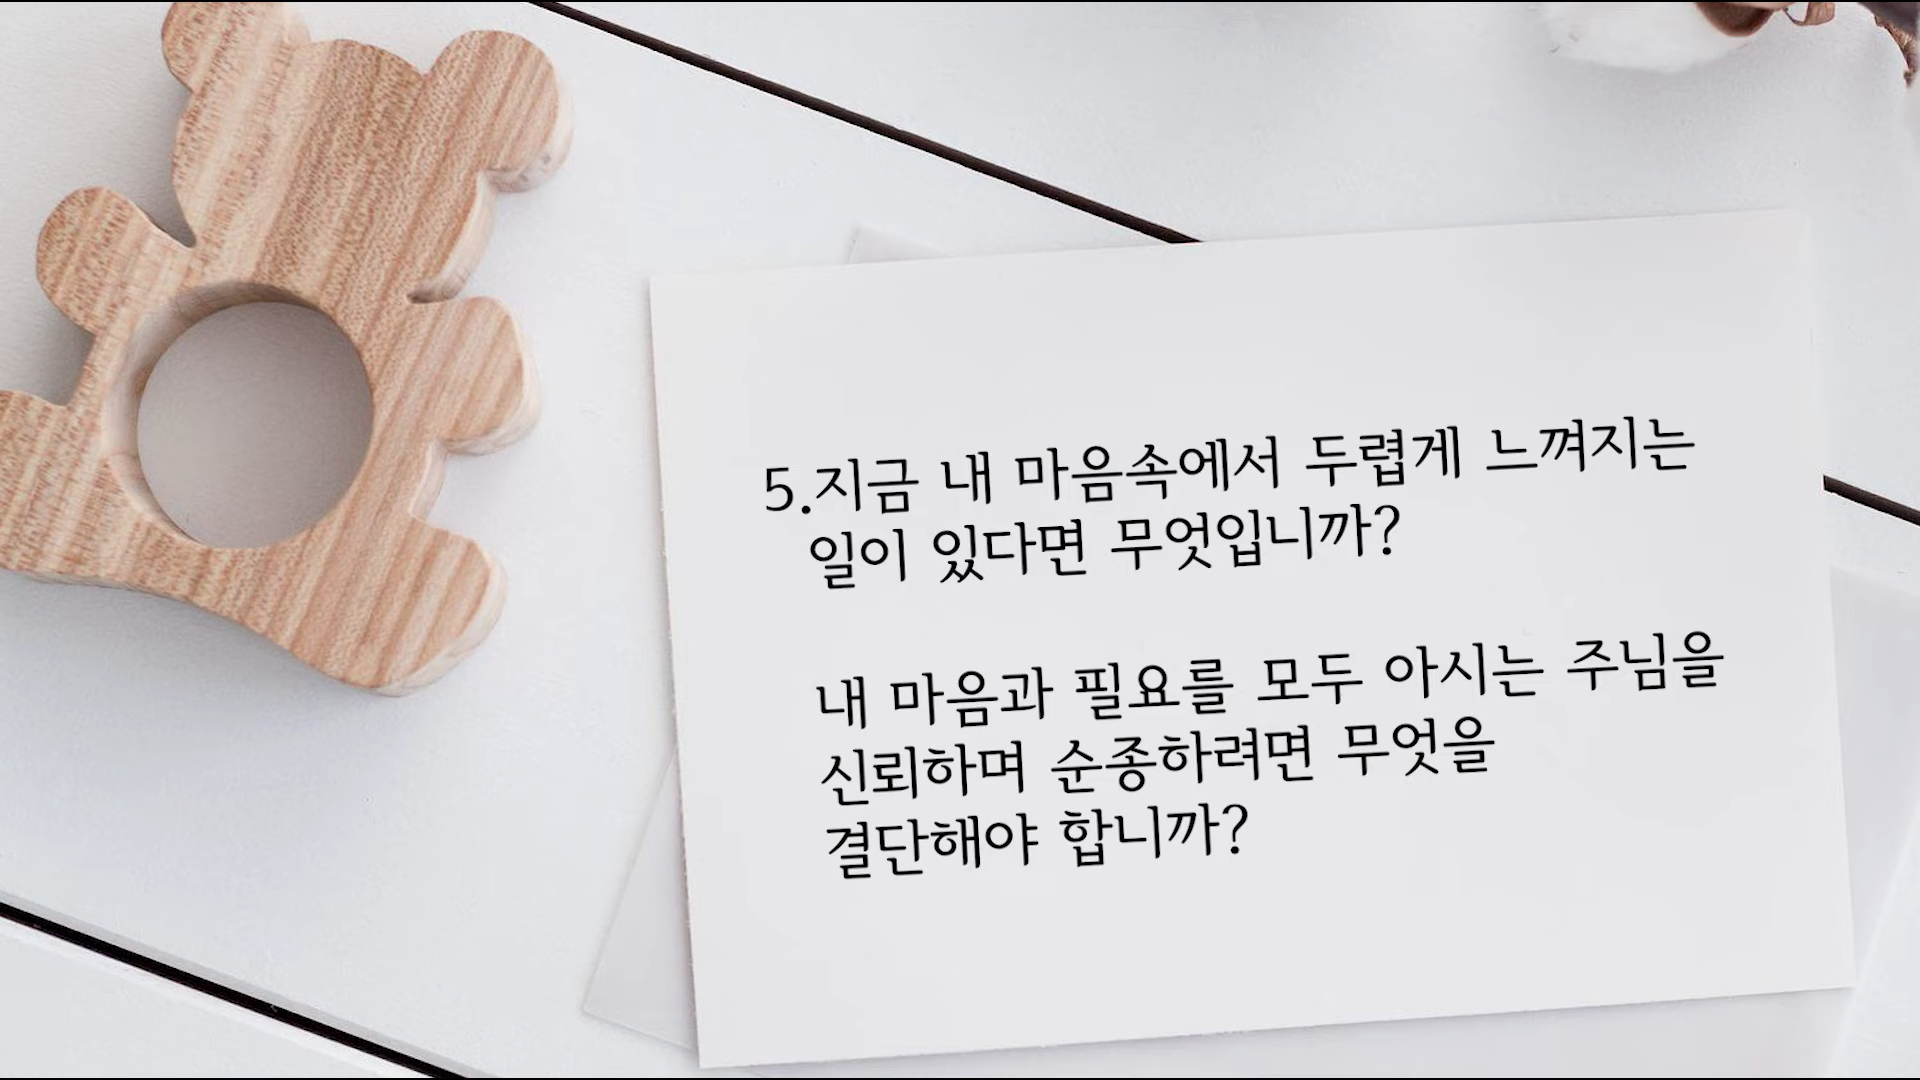 5.지금 내 마음속에서 두렵게 느껴지는
일이 있다면 무엇입니까?
내 마음과 필요를 모두 아시는 주님을
신뢰하며 순종하려면 무엇을
결단해야 합니까?